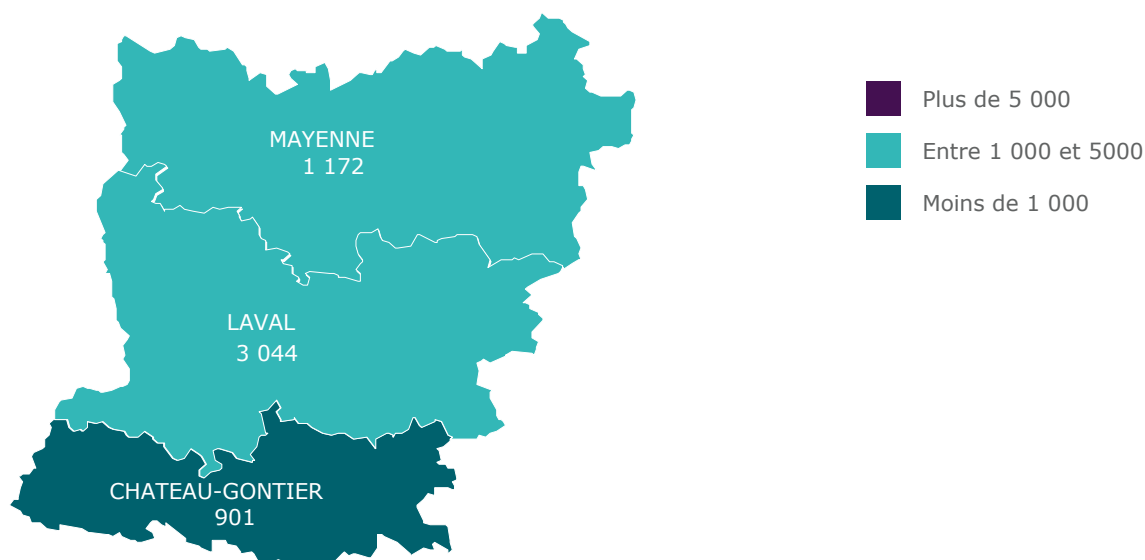 MAYENNE
1 172
LAVAL
3 044
CHATEAU-GONTIER
901
Plus de 5 000
Entre 1 000 et 5000
Moins de 1 000